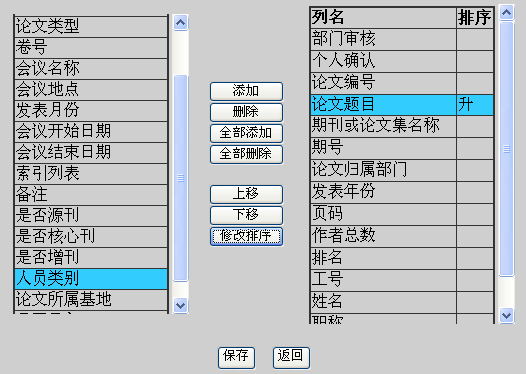 论文类型
卷号
会议名称
会议地点
发表月份
会议开始日期
会议结束日期
索引列表
备注
是否源刊
是否核心刊
是否增刊
人员类别
论文所属基地
添加
删除
全部添加
全部删除
上移
下移
修改排序
列名 排序
部门审核
个人确认
论文编号
论文题目 升
期刊或论文集名称
期号
论文归属部门
发表年份
页码
作者总数
排名
工号
姓名
职称
保存 返回